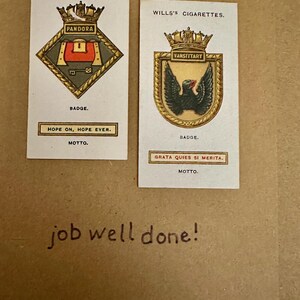 PANDORA
BADGE.
HOPE ON, HOPE EVER.
MOTTO.
WILLS'S CIGARETTES.
VANSITTART
BADGE.
GRATA QUIES SI MERITA.
MOTTO.
job well done!